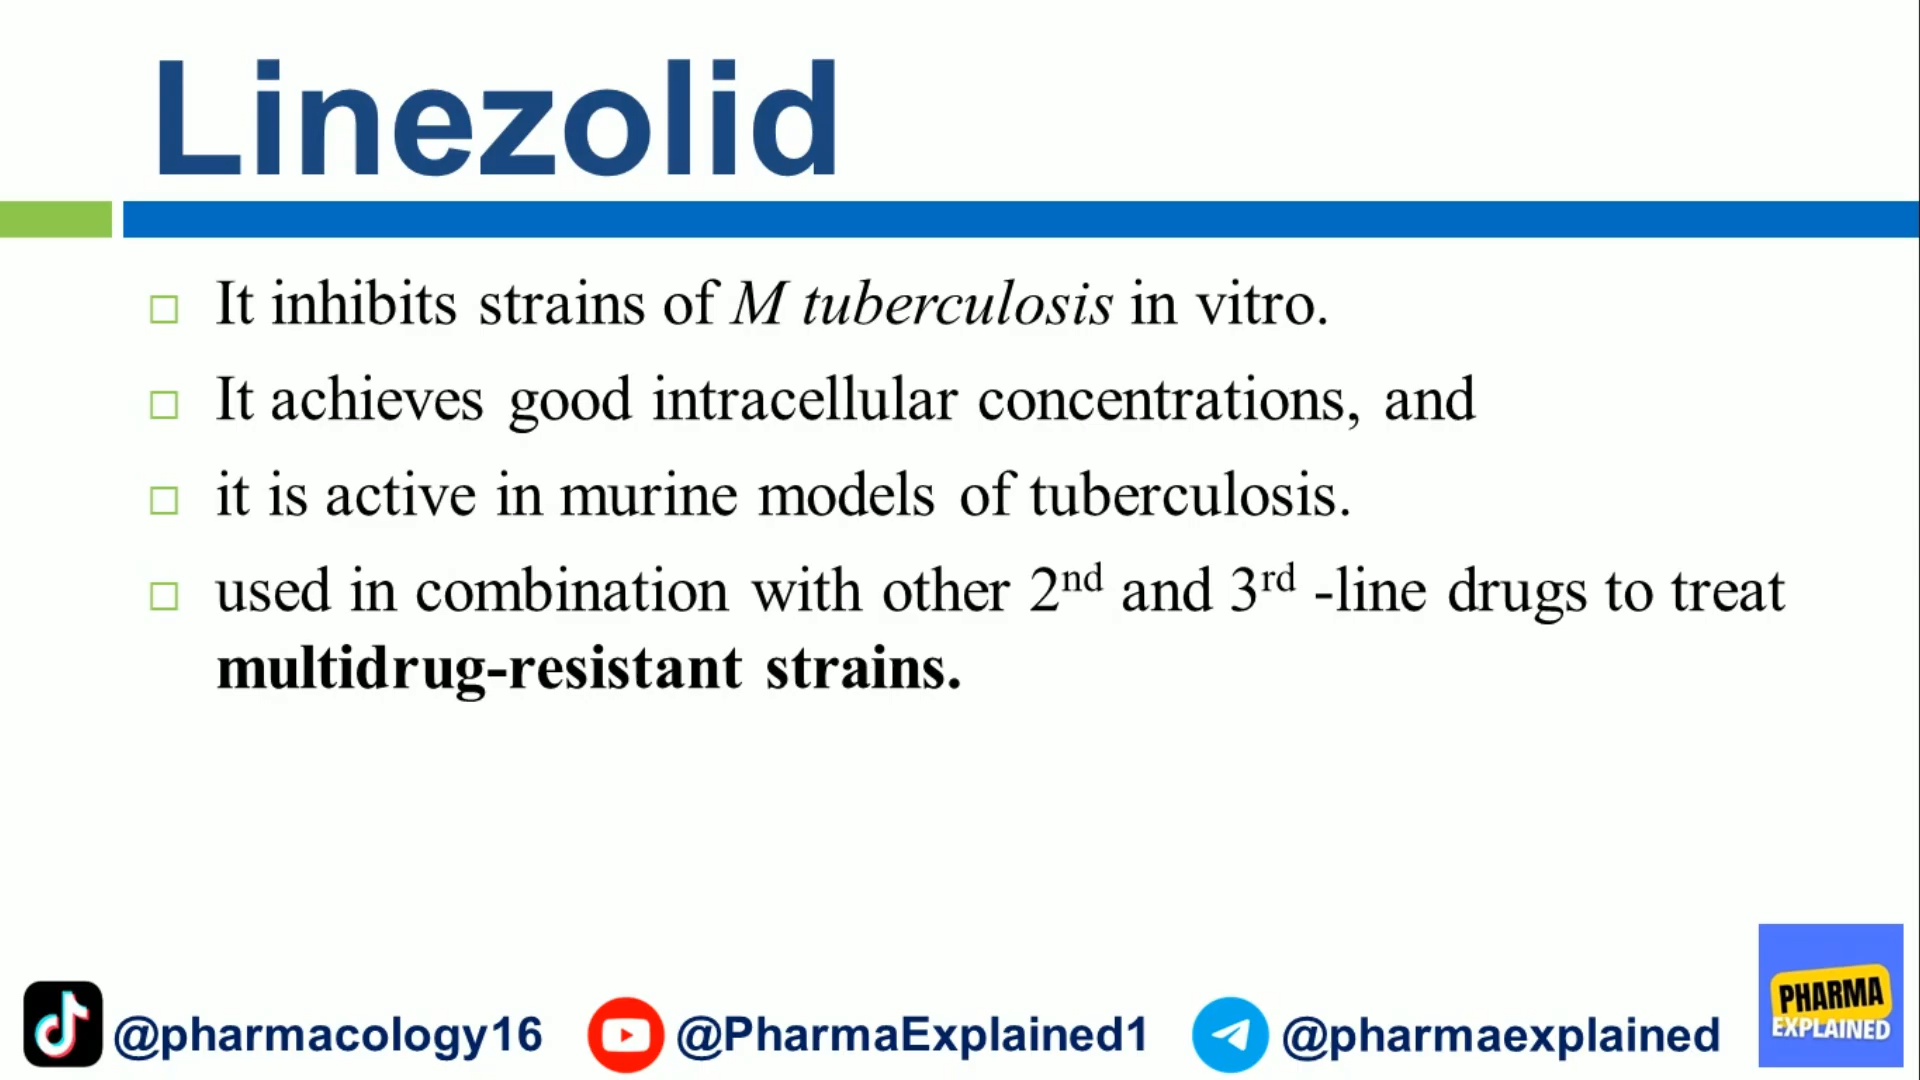 Linezolid
It inhibits strains of M tuberculosis in vitro.
It achieves good intracellular concentrations, and
it is active in murine models of tuberculosis.
used in combination with other 2nd and 3rd -line drugs to treat
multidrug-resistant strains.
@pharmacology16 @PharmaExplained1 @pharmaexplained
PHARMA
EXPLAINED